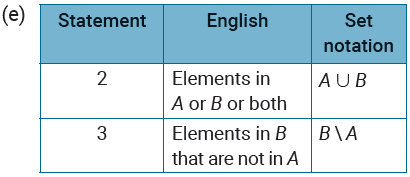 (e) Statement English Set notation
2 Elements in A or B or both A ∪ B
3 Elements in B that are not in A B \ A